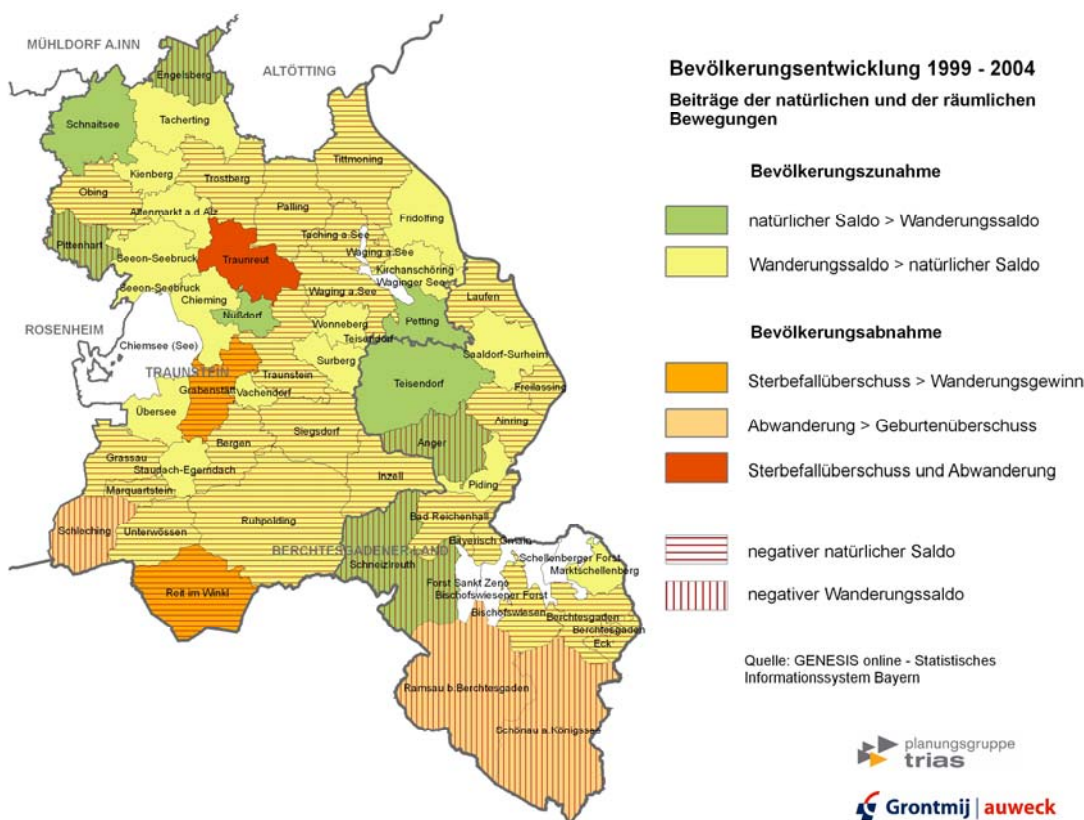 MÜHLDORF A.INN
Engelsberg
ALTÖTTING
Schnaitsee
Tacherting
Tittmoning
Kienberg
Trostberg
Obing
Palling
Altenmarkt a.d.Alz
Fridolfing
Pittenhart
Taching a.See
Traunreut
Seeon-Seebruck
Waging a.See
Kirchanschöring
Waginger See
Seeon-Seebruck
Waging a.See
Chieming
Laufen
Nußdorf
Petting
ROSENHEIM
Wonneberg
Chiemsee (See)
Teisendorf
Surberg
Saaldorf-Surheim
TRAUNSTEIN
Traunstein
Teisendorf
Freilassing
Grabenstätt
Vachendorf
Übersee
Ainring
Siegsdorf
Bergen
Anger
Grassau
Staudach-Egerndach
Inzell
Piding
Marquartstein
Bad Reichenhall
Schleching
Unterwössen
Ruhpolding
Bayerisch Gmain
BERCHTESGADENER LAND
Schellenberger Forst
Schneizlreuth
Marktschellenberg
Forst Sankt Zeno
Reit im Winkl
Bischofswiesener Forst
Bischofswiesen
Berchtesgaden
Berchtesgaden
Eck
Ramsau b.Berchtesgaden
Schönau a.Königssee
Bevölkerungsentwicklung 1999 - 2004
Beiträge der natürlichen und der räumlichen
Bewegungen
Bevölkerungszunahme
natürlicher Saldo > Wanderungssaldo
Wanderungssaldo > natürlicher Saldo
Bevölkerungsabnahme
Sterbefallüberschuss > Wanderungsgewinn
Abwanderung > Geburtenüberschuss
Sterbefallüberschuss und Abwanderung
negativer natürlicher Saldo
negativer Wanderungssaldo
Quelle: GENESIS online - Statistisches
Informationssystem Bayern
planungsgruppe
trias
Grontmij | auweck